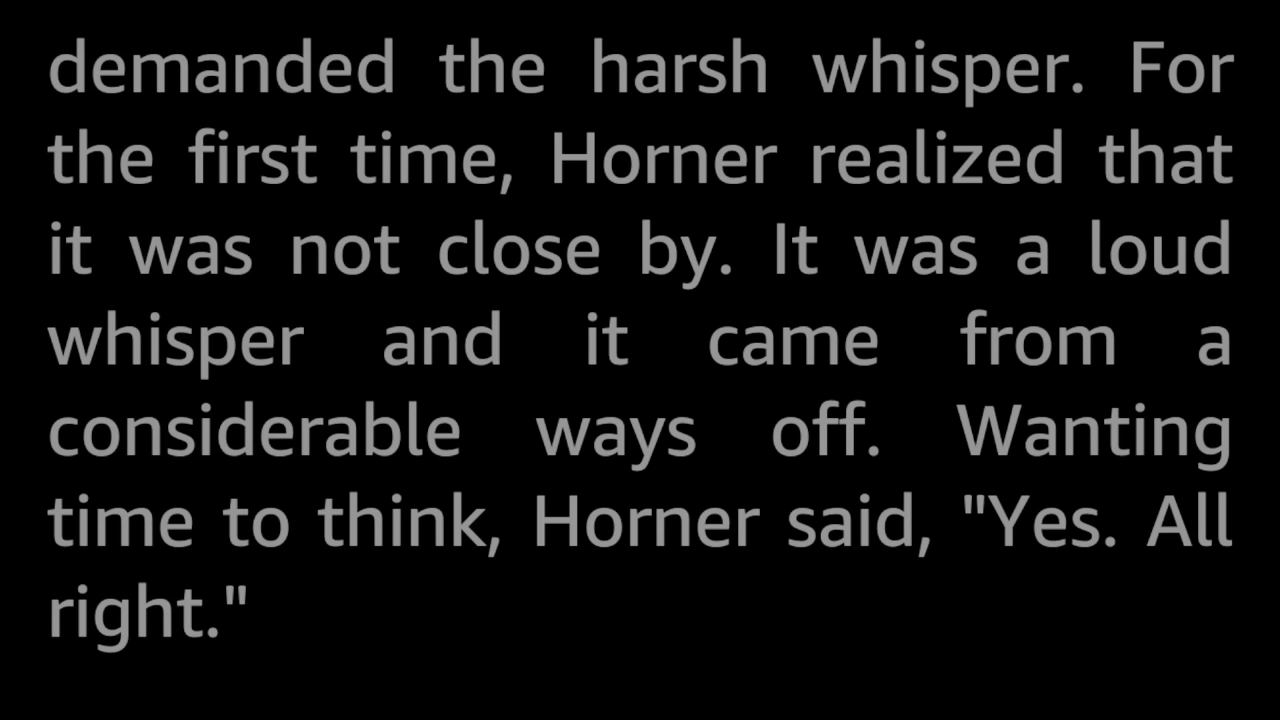 demanded the harsh whisper. For
the first time, Horner realized that
it was not close by. It was a loud
whisper and it came from a
considerable ways off. Wanting
time to think, Horner said, "Yes. All
right."